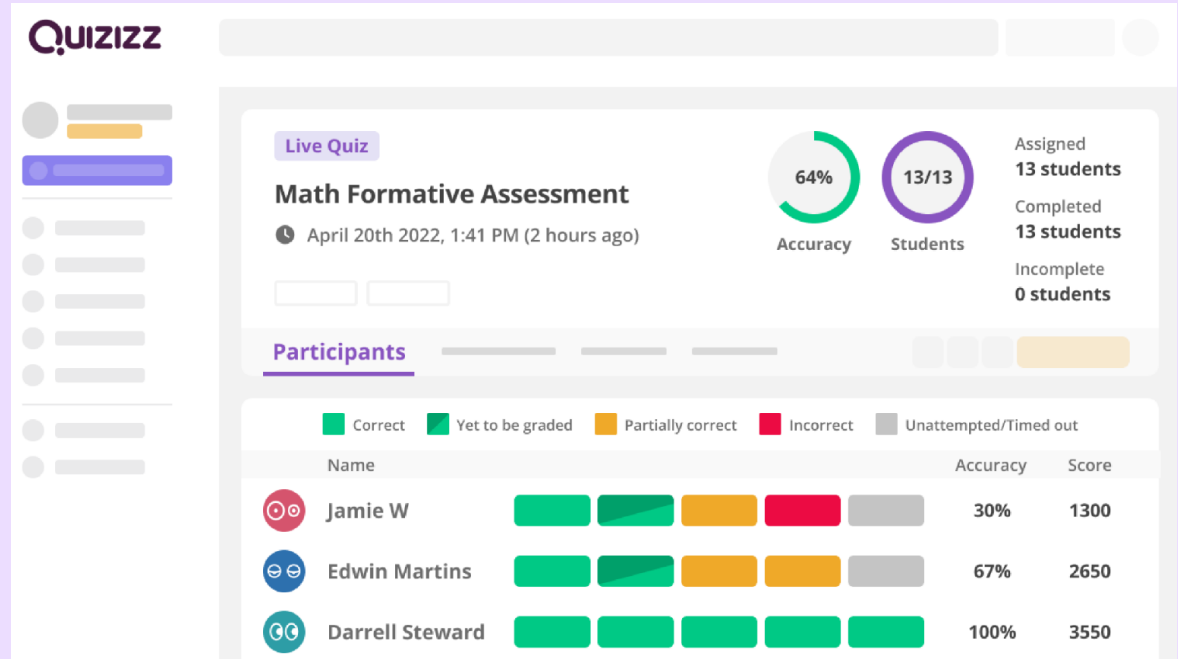 Quizizz
Live Quiz
Math Formative Assessment
April 20th 2022, 1:41 PM (2 hours ago)
64%
Accuracy
13/13
Students
Assigned
13 students
Completed
13 students
Incomplete
0 students
Participants
Correct
Yet to be graded
Partially correct
Incorrect
Unattempted/Timed out
Name Accuracy Score
Jamie W 30% 1300
Edwin Martins 67% 2650
Darrell Steward 100% 3550